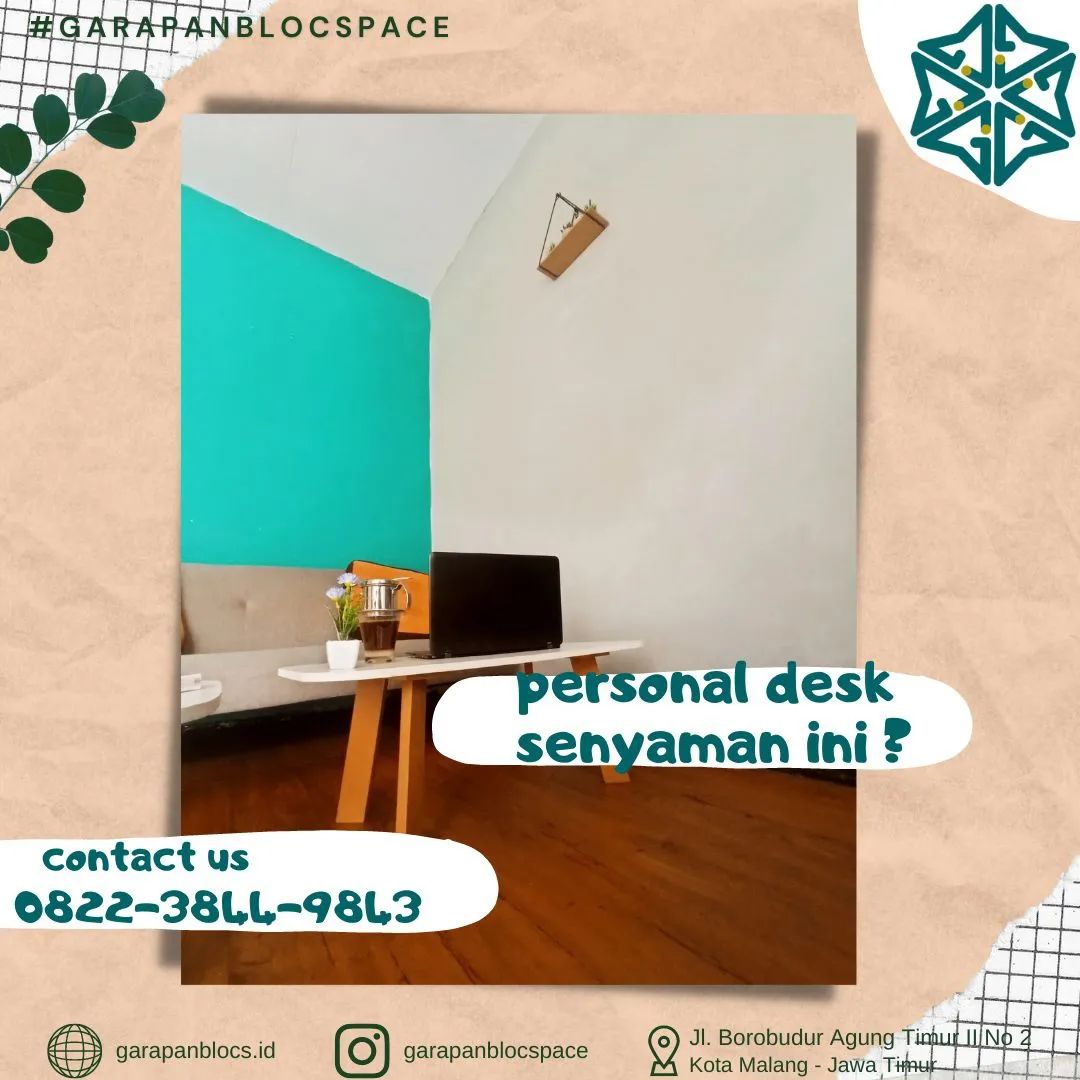 #GARAPANBLOCSPACE
personal desk
senyaman ini ?
contact us
0822-3844-9843
garapanblocs.id
garapanblocspace
Jl. Borobudur Agung Timur II No 2
Kota Malang - Jawa Timur